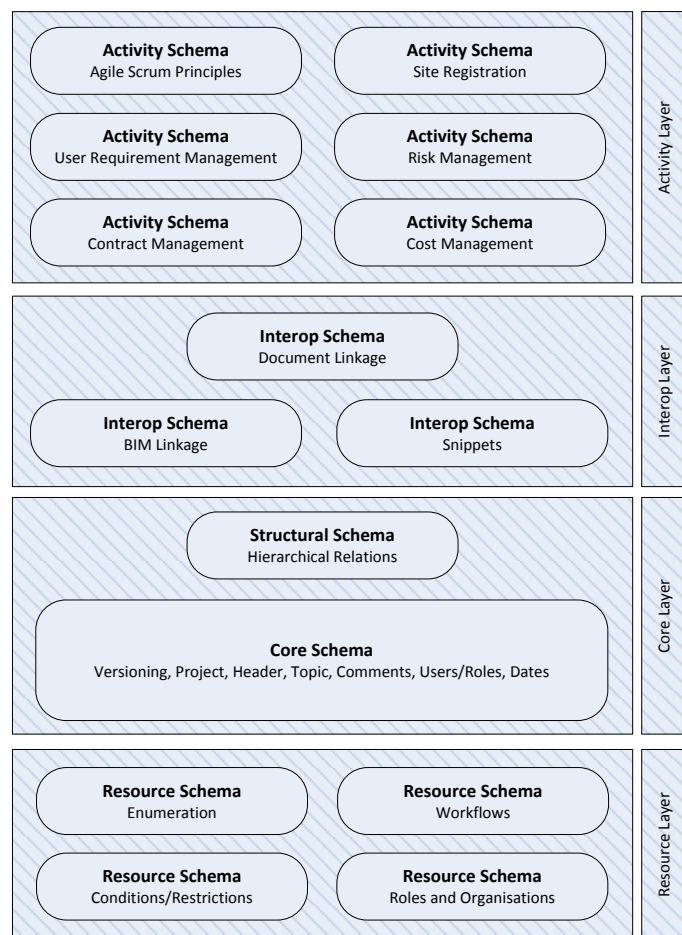 Activity Schema
Agile Scrum Principles
Activity Schema
Site Registration
Activity Schema
User Requirement Management
Activity Schema
Risk Management
Activity Schema
Contract Management
Activity Schema
Cost Management
Activity Layer
Interop Schema
Document Linkage
Interop Schema
BIM Linkage
Interop Schema
Snippets
Interop Layer
Structural Schema
Hierarchical Relations
Core Schema
Versioning, Project, Header, Topic, Comments, Users/Roles, Dates
Core Layer
Resource Schema
Enumeration
Resource Schema
Workflows
Resource Schema
Conditions/Restrictions
Resource Schema
Roles and Organisations
Resource Layer